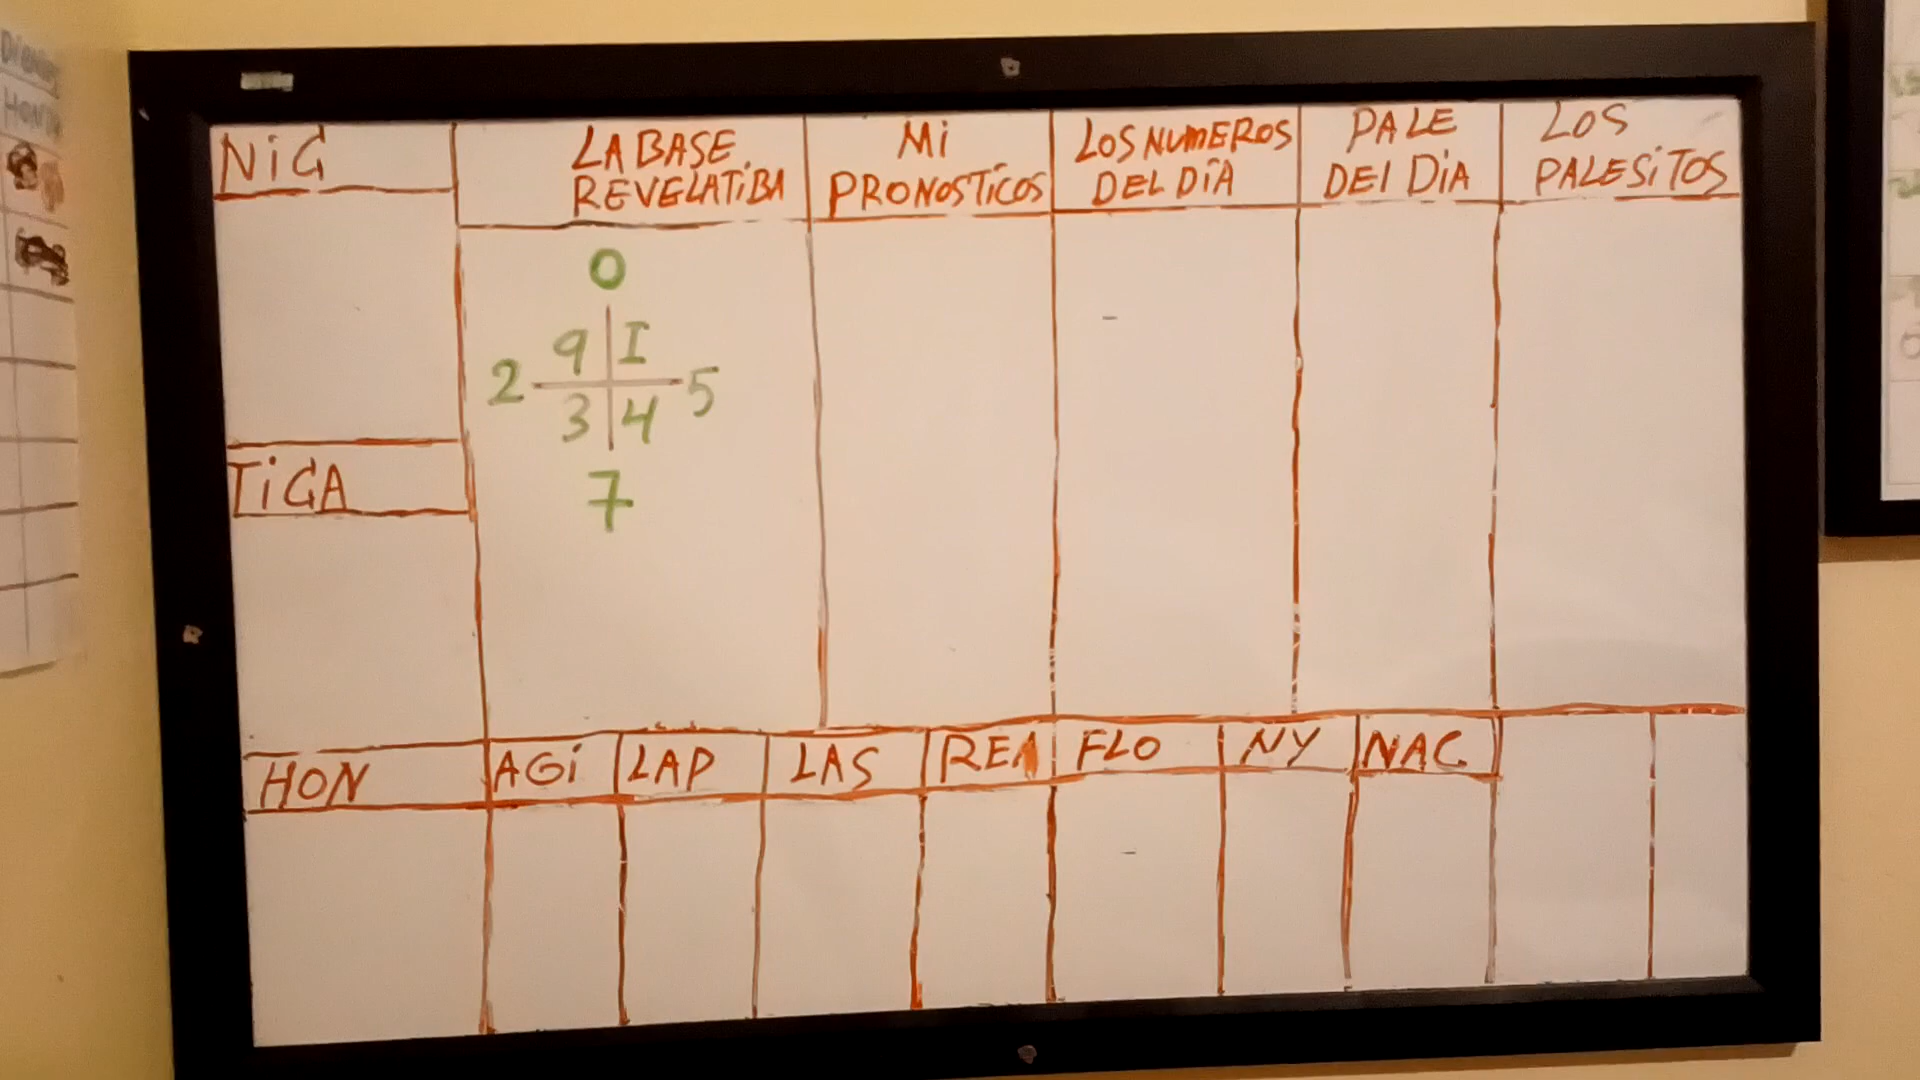 NiG
LA BASE
REVELATiBA
Mi
PRONOSTiCOS
LOS NUMEROS
DEL DiA
PALE
DEl DiA
LOS
PALESiTOS
0
9 I
2 5
3 4
7
TiGA
HON AGi LAP LAS REA FLO NY NAC